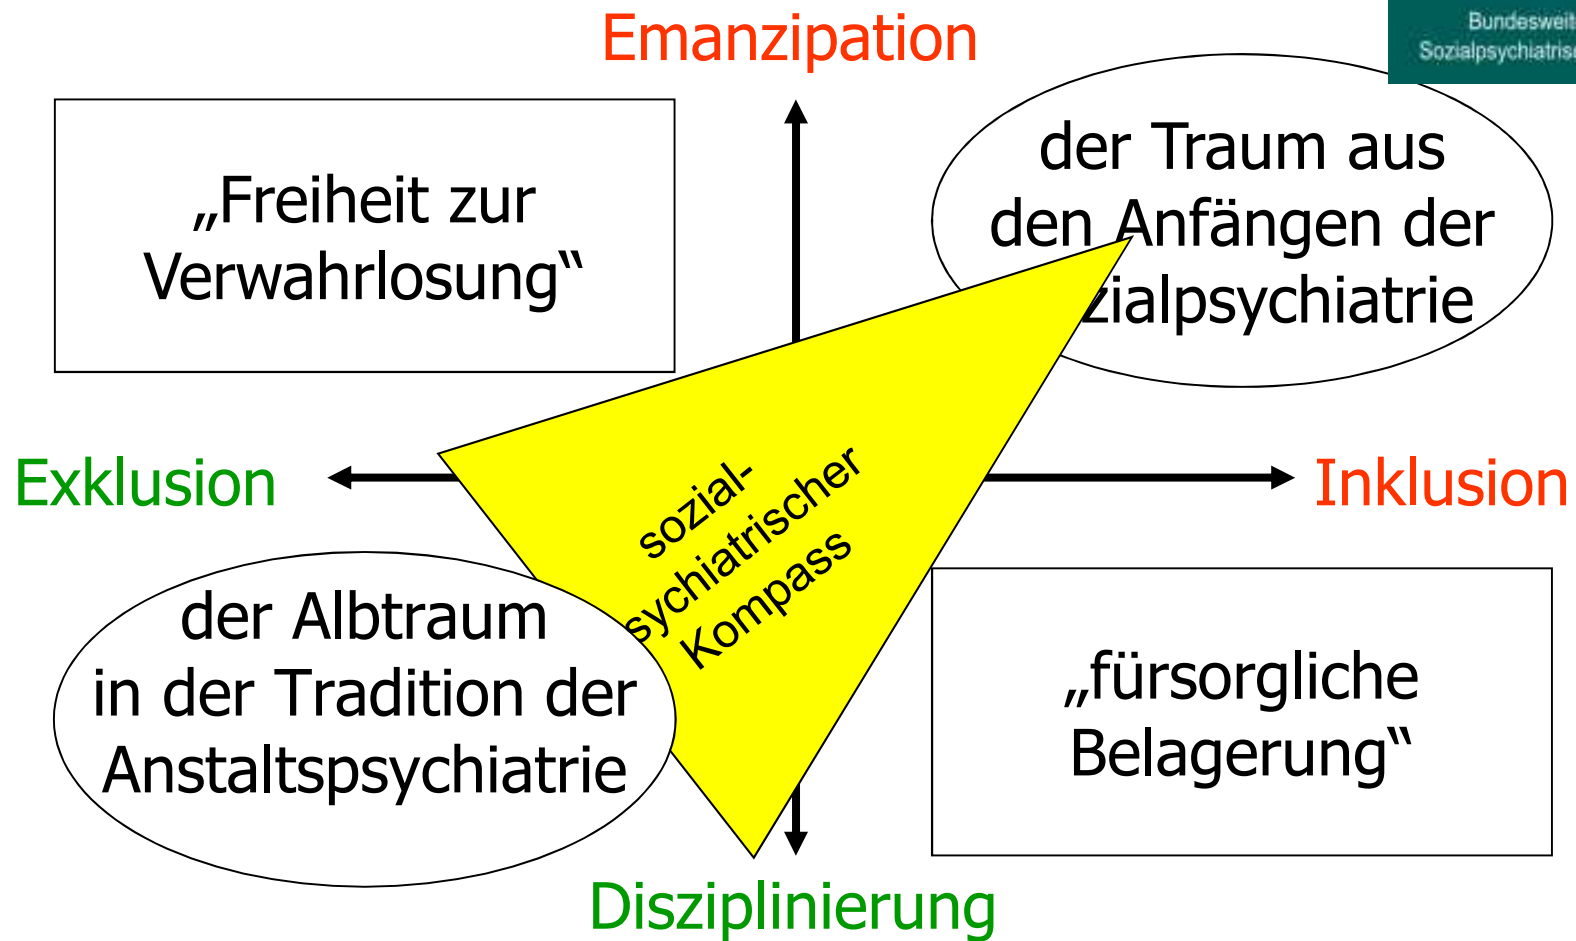 Emanzipation
Bundesweit
Sozialpsychiatris
„Freiheit zur
Verwahrlosung“
der Traum aus
den Anfängen der
zialpsychiatrie
Exklusion
Inklusion
sozial-
sychiatrischer
Kompass
der Albtraum
in der Tradition der
Anstaltspsychiatrie
„fürsorgliche
Belagerung“
Disziplinierung